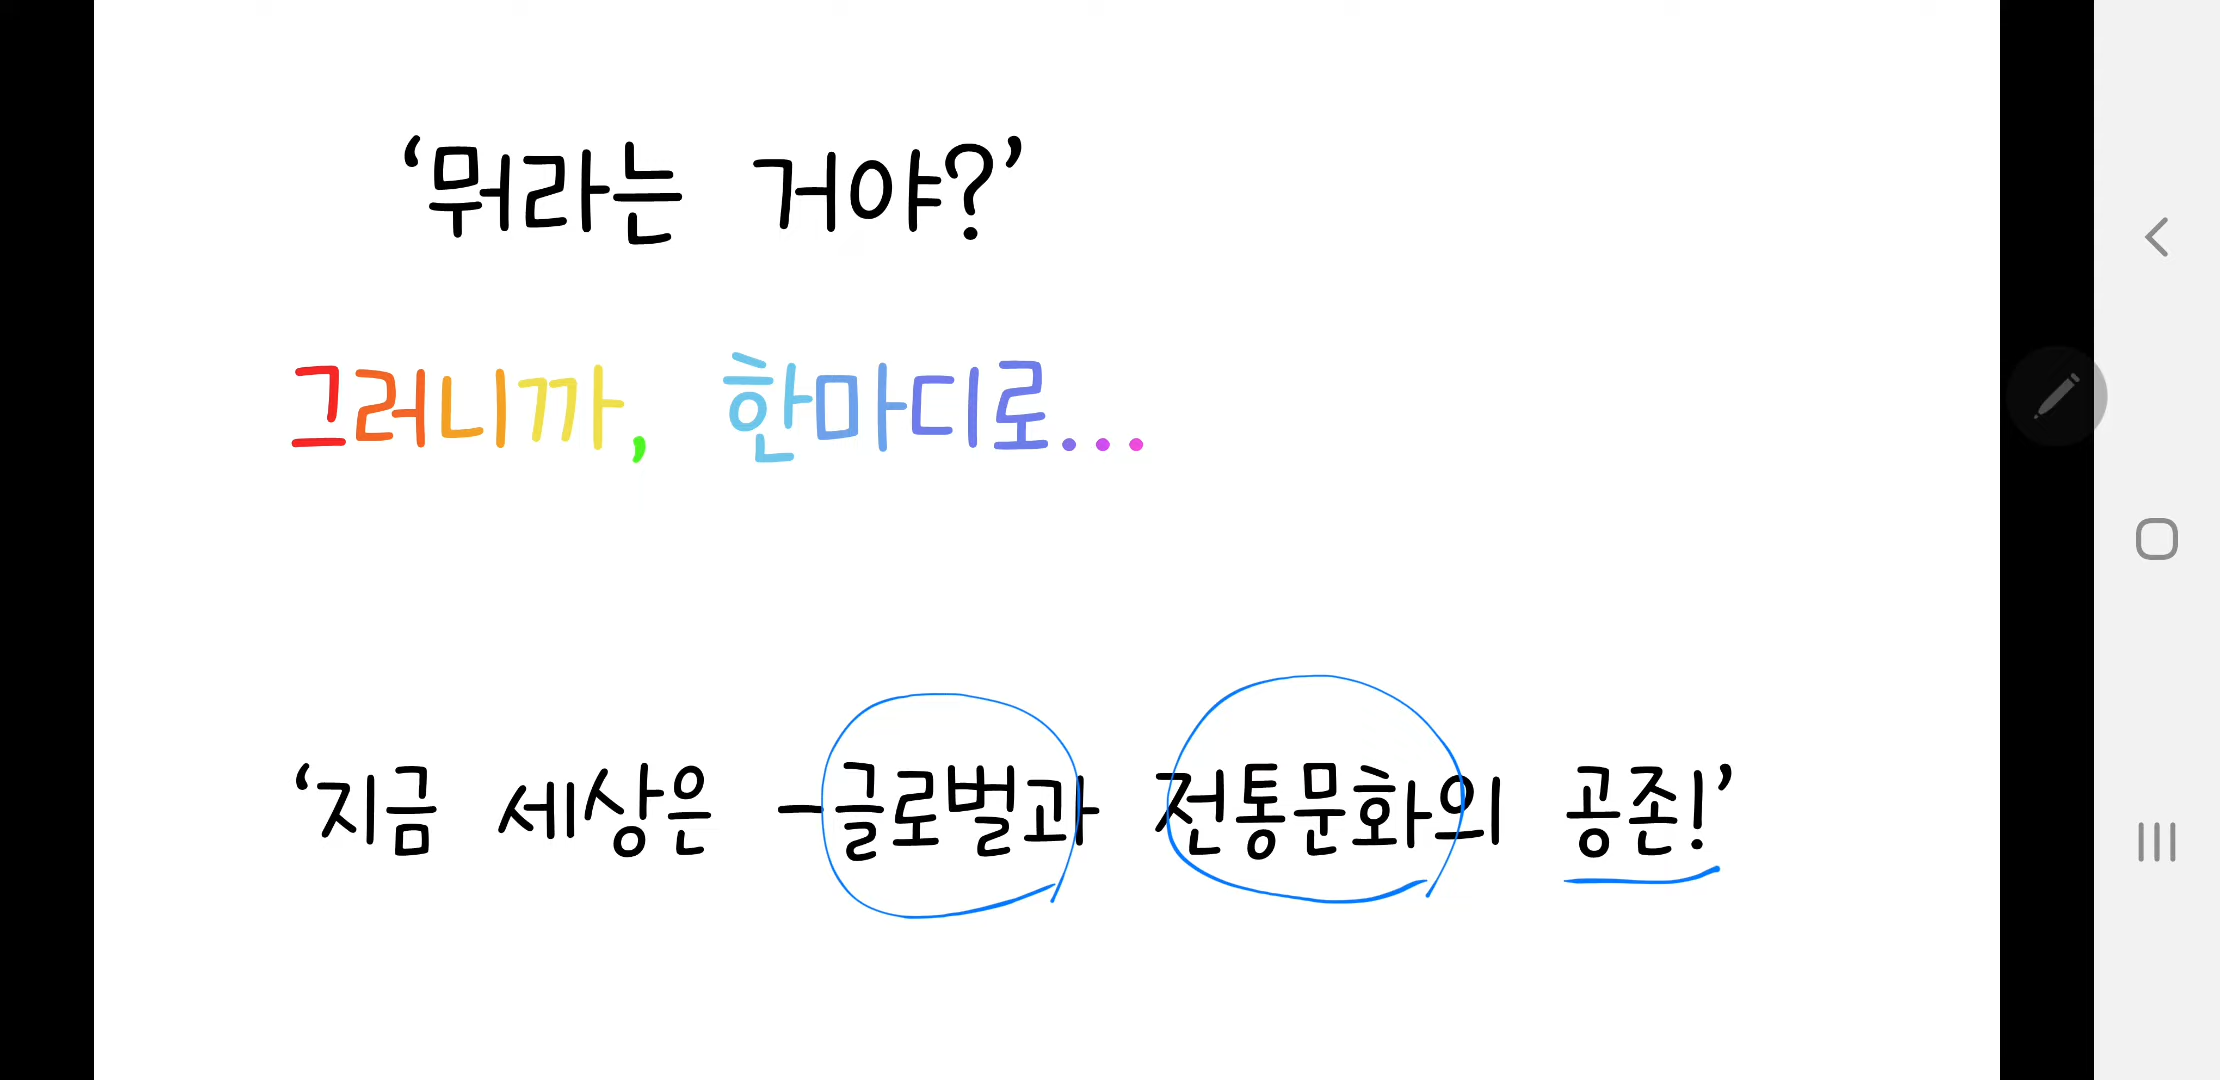 ‘뭐라는 거야?’
그러니까, 한마디로...
‘지금 세상은 -글로벌과 전통문화의 공존!’